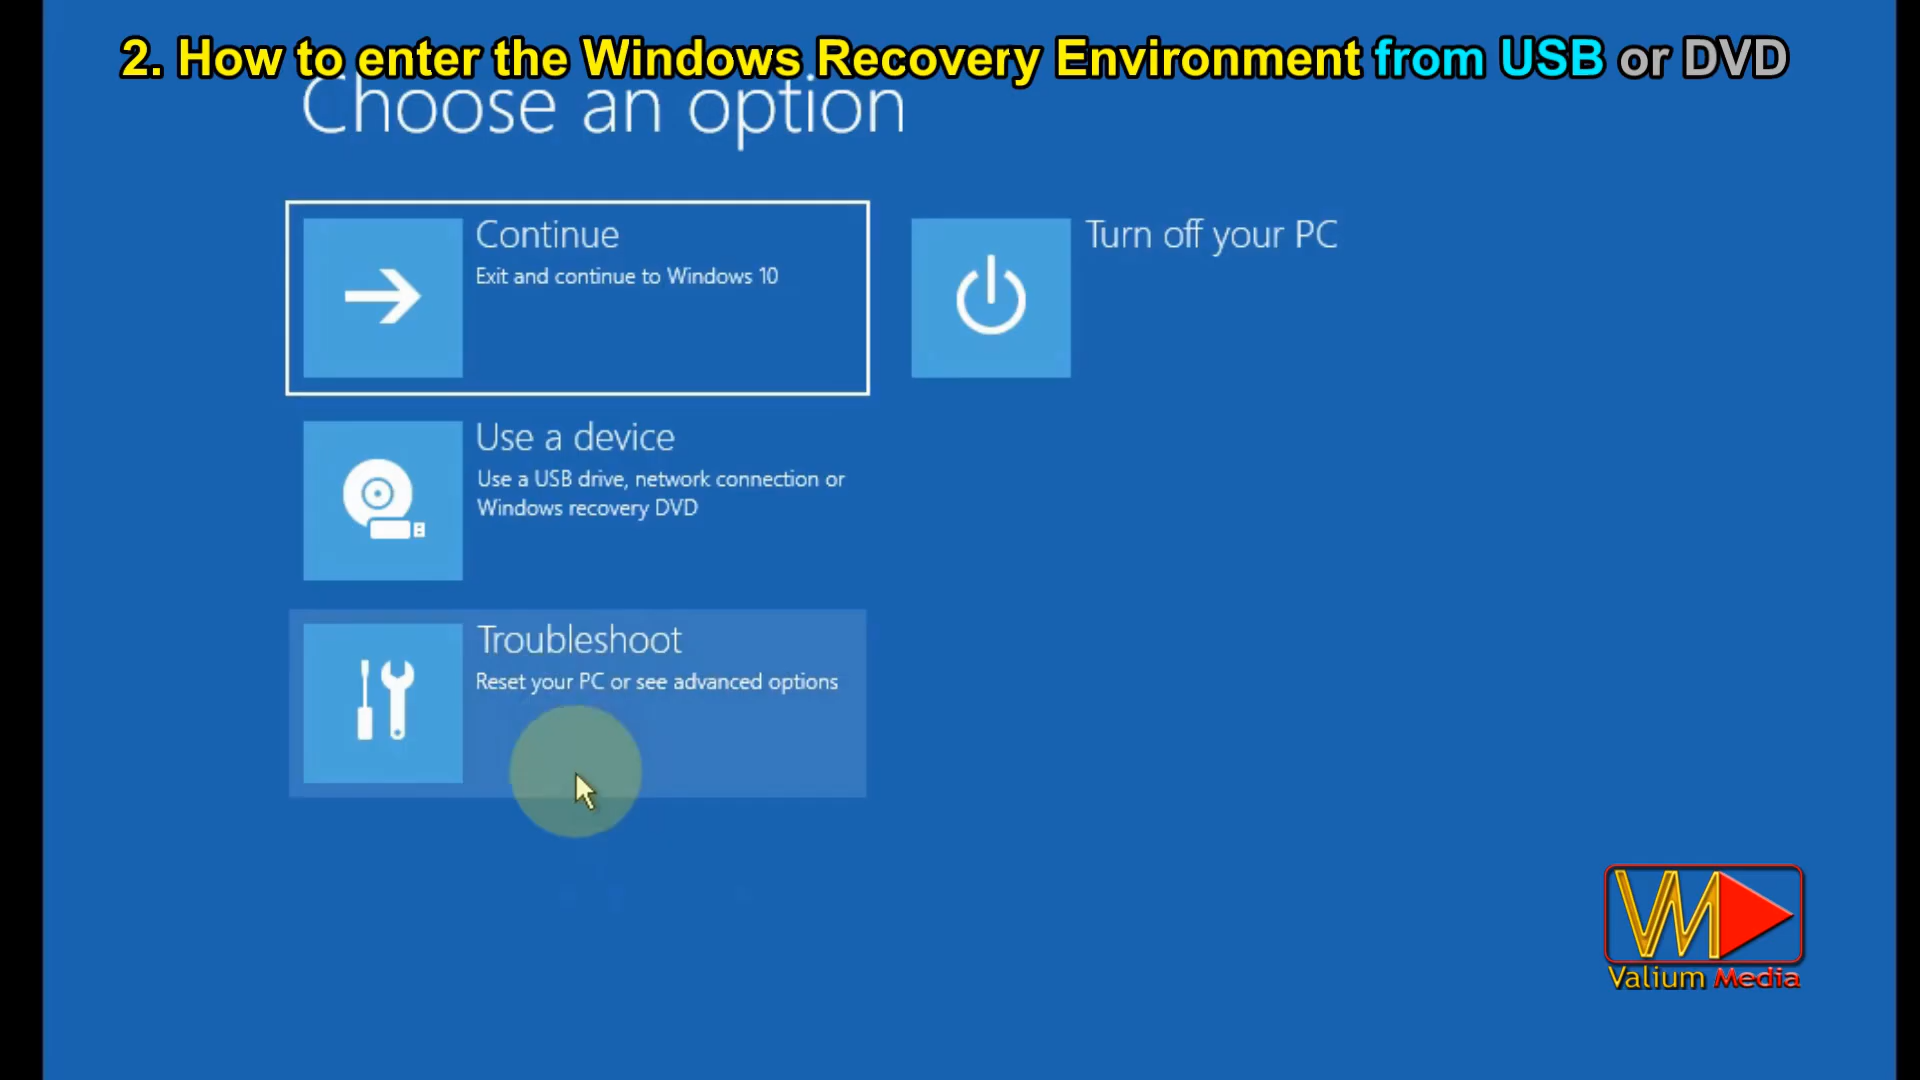 2. How to enter the Windows Recovery Environment from USB or DVD
Choose an option
Continue
Exit and continue to Windows 10
Turn off your PC
Use a device
Use a USB drive, network connection or
Windows recovery DVD
Troubleshoot
Reset your PC or see advanced options
VM
Valium Media